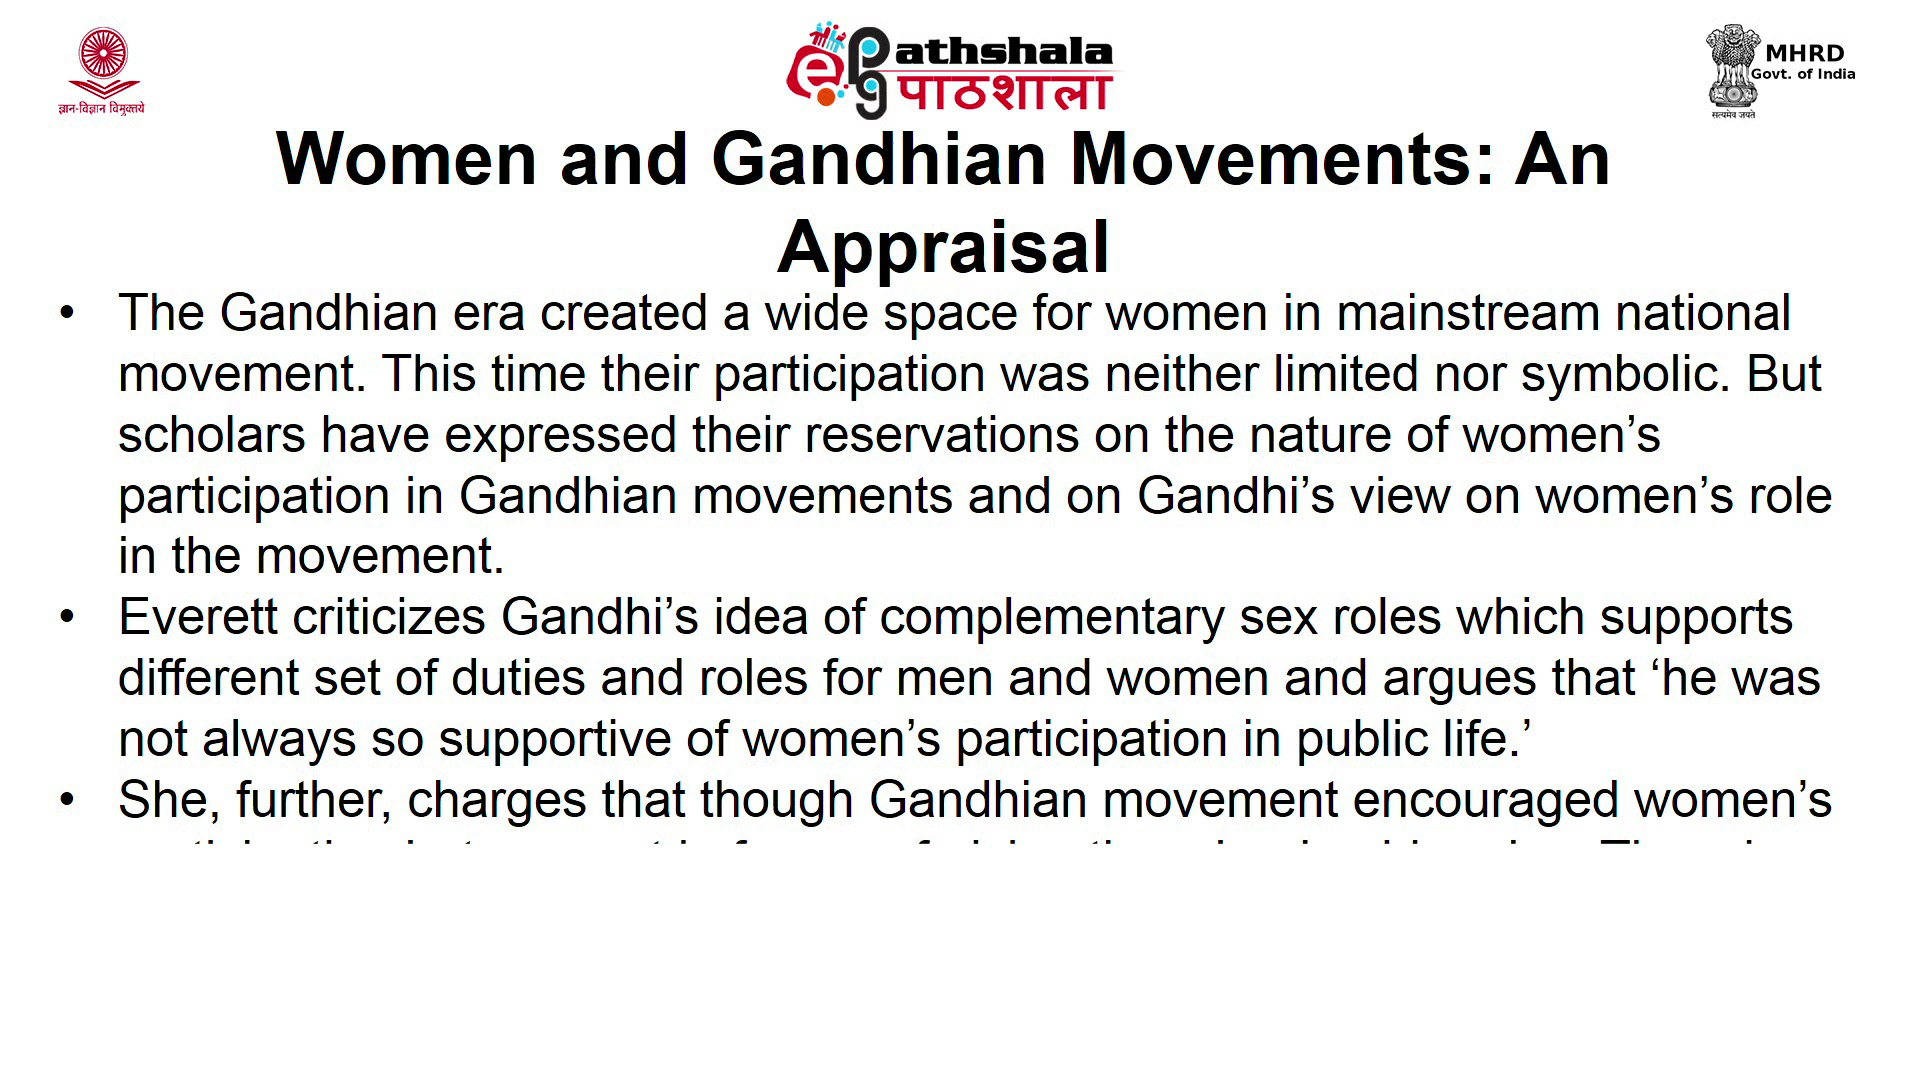 ज्ञान-विज्ञान विमुक्तये
ePathshala
पाठशाला
MHRD
Govt. of India
सत्यमेव जयते
Women and Gandhian Movements: An
Appraisal
• The Gandhian era created a wide space for women in mainstream national
movement. This time their participation was neither limited nor symbolic. But
scholars have expressed their reservations on the nature of women’s
participation in Gandhian movements and on Gandhi’s view on women’s role
in the movement.
• Everett criticizes Gandhi’s idea of complementary sex roles which supports
different set of duties and roles for men and women and argues that ‘he was
not always so supportive of women’s participation in public life.’
• She, further, charges that though Gandhian movement encouraged women’s